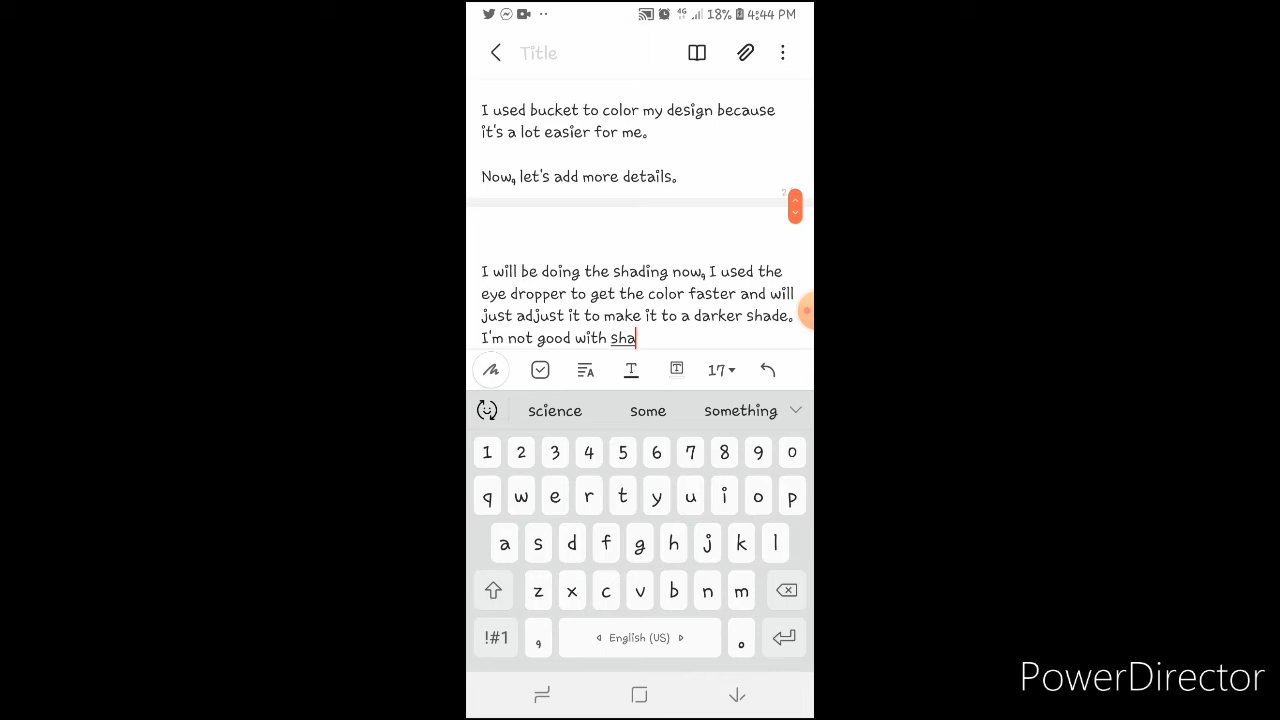 4G 18% 4:44 PM
Title
I used bucket to color my design because
it's a lot easier for me.
Now, let's add more details.
2
I will be doing the shading now, I used the
eye dropper to get the color faster and will
just adjust it to make it to a darker shade.
I'm not good with sha
17
science some something
1 2 3 4 5 6 7 8 9 0
q w e r t y u i o p
a s d f g h j k l
z x c v b n m
!#1 , English (US) .
PowerDirector